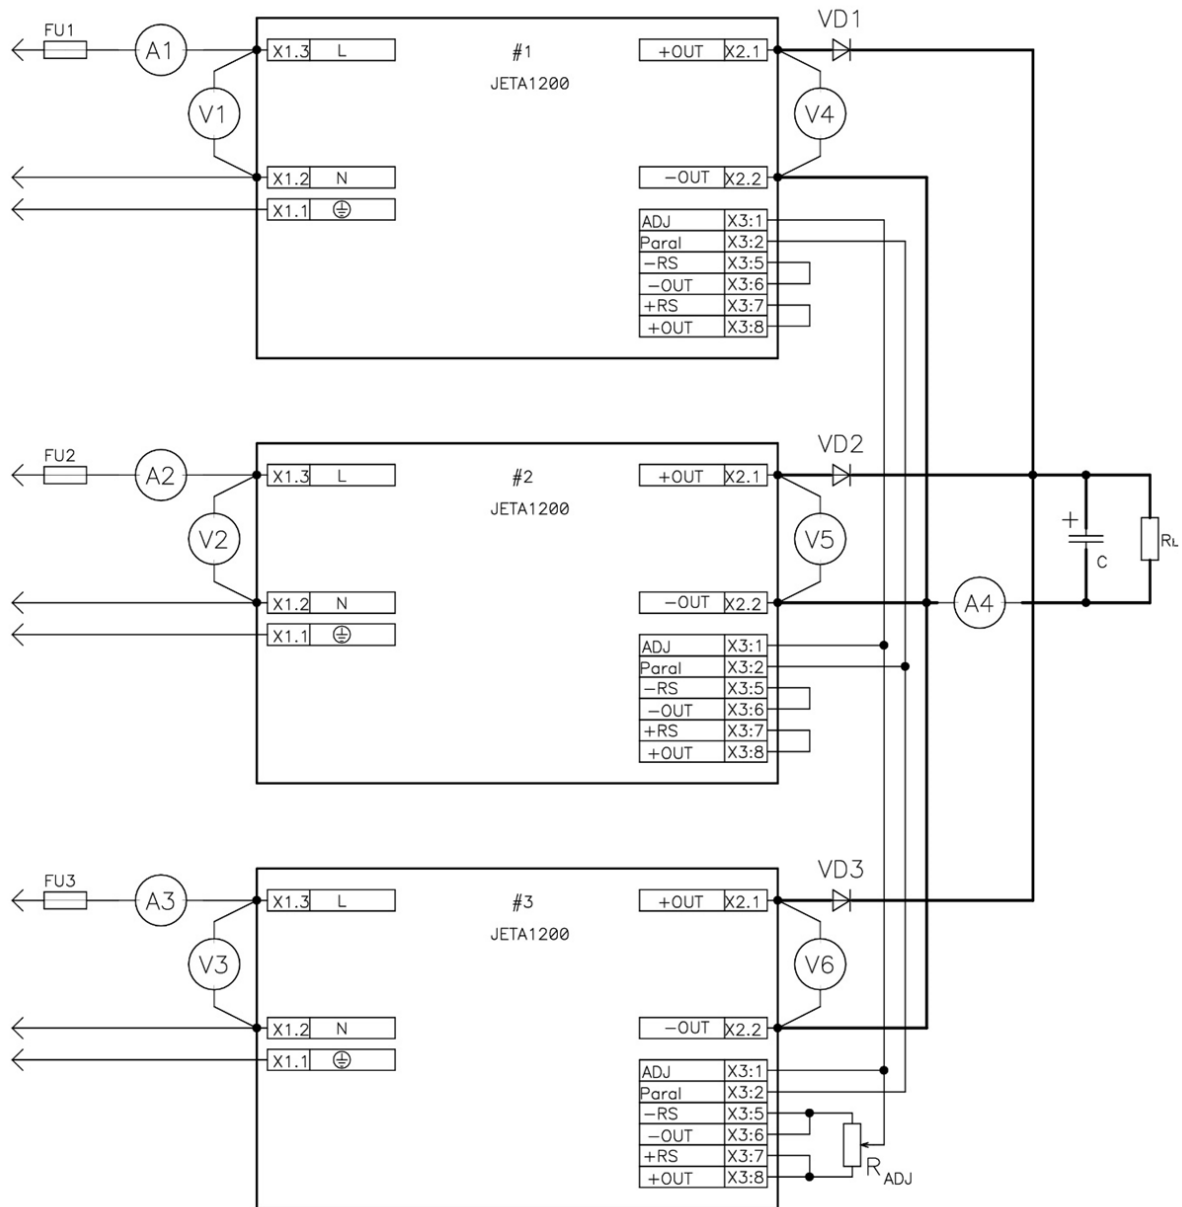 FU1 A1 X1.3 L #1 +OUT X2.1 VD1
JETA1200
V1 V4
X1.2 N -OUT X2.2
X1.1
ADJ X3:1
Paral X3:2
-RS X3:5
-OUT X3:6
+RS X3:7
+OUT X3:8
FU2 A2 X1.3 L #2 +OUT X2.1 VD2
JETA1200
V2 V5 + C RL
X1.2 N -OUT X2.2 A4
X1.1
ADJ X3:1
Paral X3:2
-RS X3:5
-OUT X3:6
+RS X3:7
+OUT X3:8
FU3 A3 X1.3 L #3 +OUT X2.1 VD3
JETA1200
V3 V6
X1.2 N -OUT X2.2
X1.1
ADJ X3:1
Paral X3:2
-RS X3:5
-OUT X3:6
+RS X3:7
+OUT X3:8
RADJ